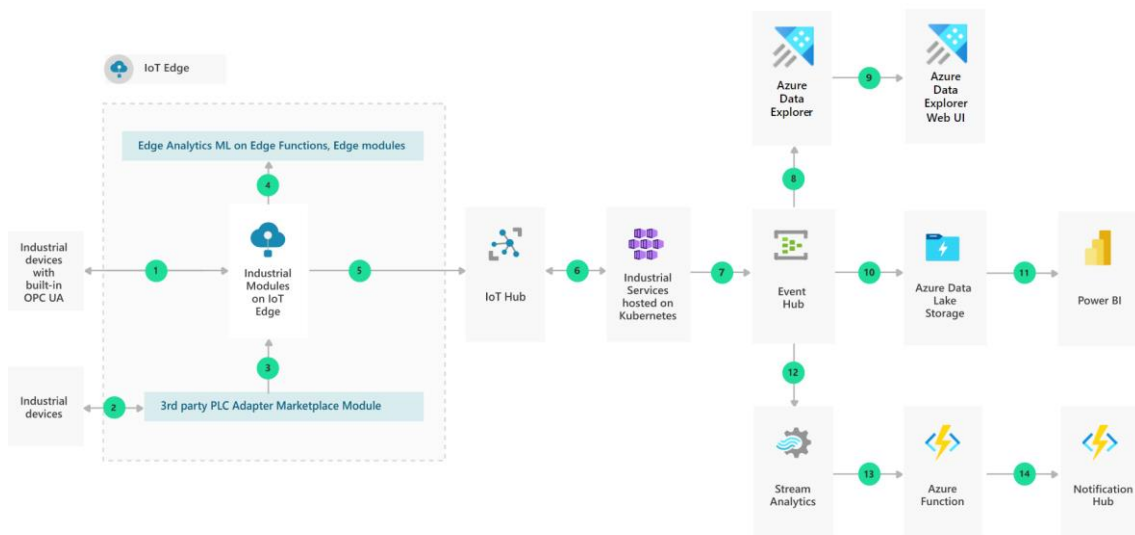 IoT Edge
Azure
Data
Explorer
9
Azure
Data
Explorer
Web UI
Edge Analytics ML on Edge Functions, Edge modules
4
8
Industrial
devices with
built-in
OPC UA
1
Industrial
Modules
on IoT
Edge
5
IoT Hub
6
Industrial
Services
hosted on
Kubernetes
7
Event
Hub
10
Azure Data
Lake
Storage
11
Power BI
3
12
Industrial
devices
2
3rd party PLC Adapter Marketplace Module
Stream
Analytics
13
Azure
Function
14
Notification
Hub